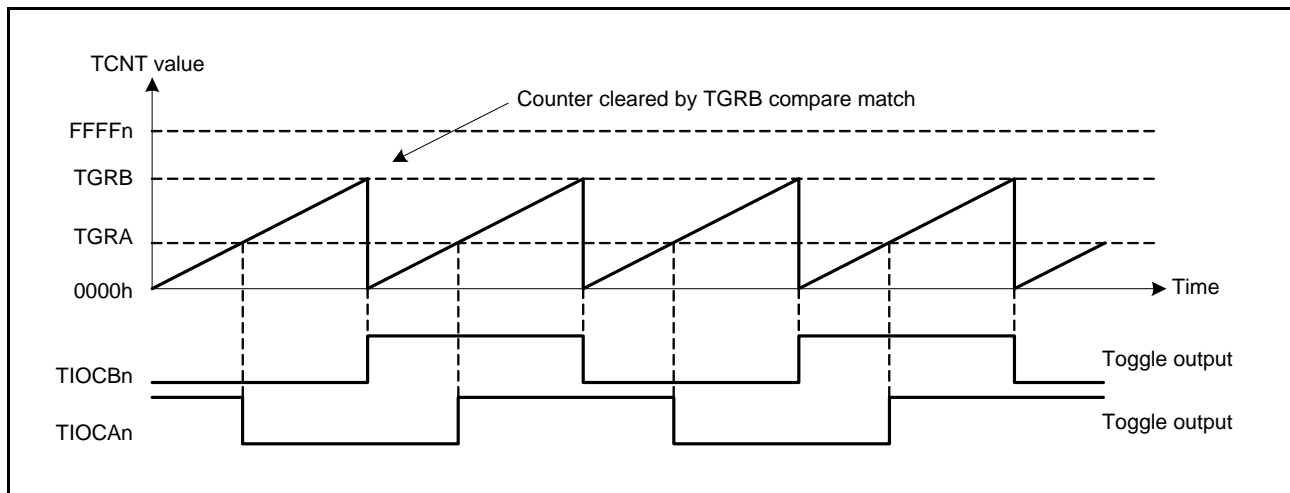 TCNT value
Counter cleared by TGRB compare match
FFFFn
TGRB
TGRA
0000h
Time
TIOCBn
Toggle output
TIOCAn
Toggle output